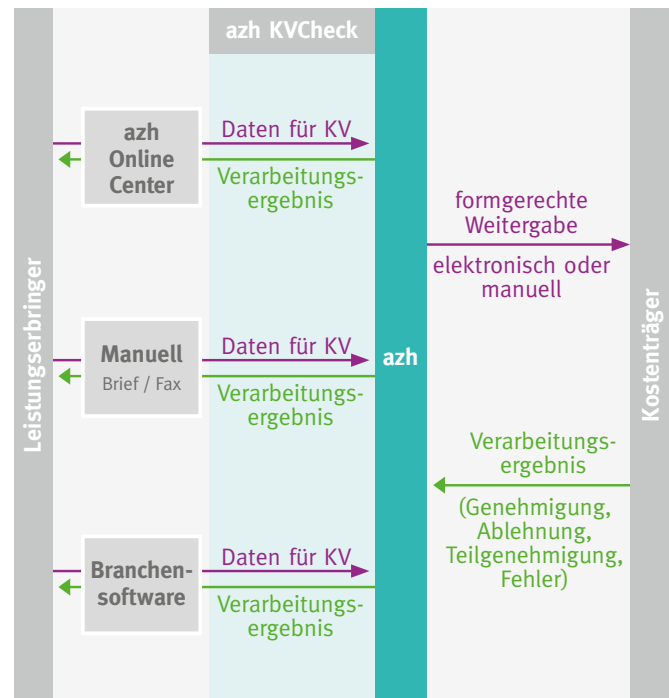 azh KVCheck
Leistungserbringer
azh
Online
Center
Daten für KV
Verarbeitungs-
ergebnis
Manuell
Brief / Fax
Daten für KV
Verarbeitungs-
ergebnis
Branchen-
software
Daten für KV
Verarbeitungs-
ergebnis
azh
formgerechte
Weitergabe
elektronisch oder
manuell
Verarbeitungs-
ergebnis
(Genehmigung,
Ablehnung,
Teilgenehmigung,
Fehler)
Kostenträger